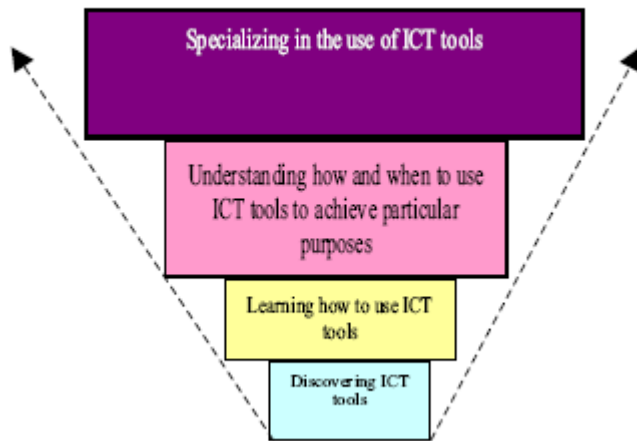 Specializing in the use of ICT tools
Understanding how and when to use
ICT tools to achieve particular
purposes
Learning how to use ICT
tools
Discovering ICT
tools